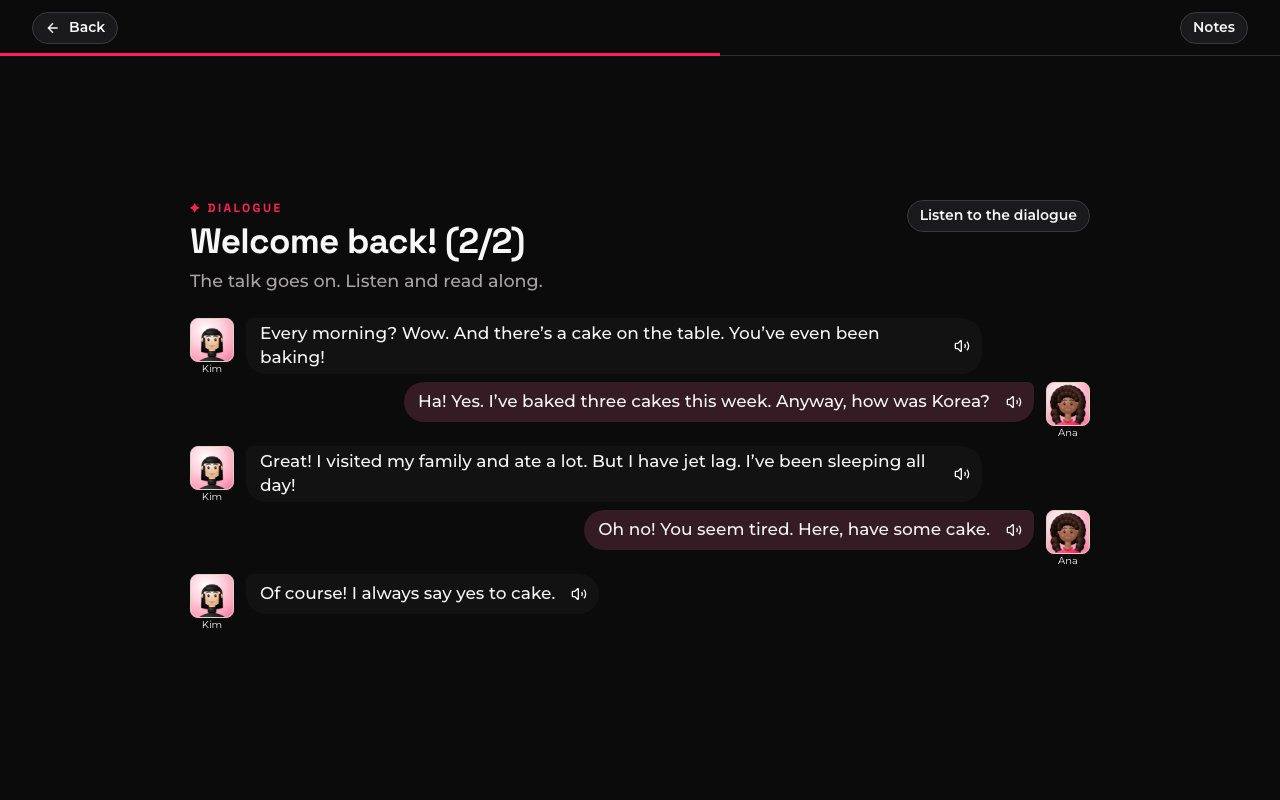 Back
Notes
DIALOGUE
Welcome back! (2/2)
Listen to the dialogue
The talk goes on. Listen and read along.
Every morning? Wow. And there’s a cake on the table. You’ve even been
baking!
Kim
Ha! Yes. I’ve baked three cakes this week. Anyway, how was Korea?
Ana
Great! I visited my family and ate a lot. But I have jet lag. I’ve been sleeping all
day!
Kim
Oh no! You seem tired. Here, have some cake.
Ana
Of course! I always say yes to cake.
Kim